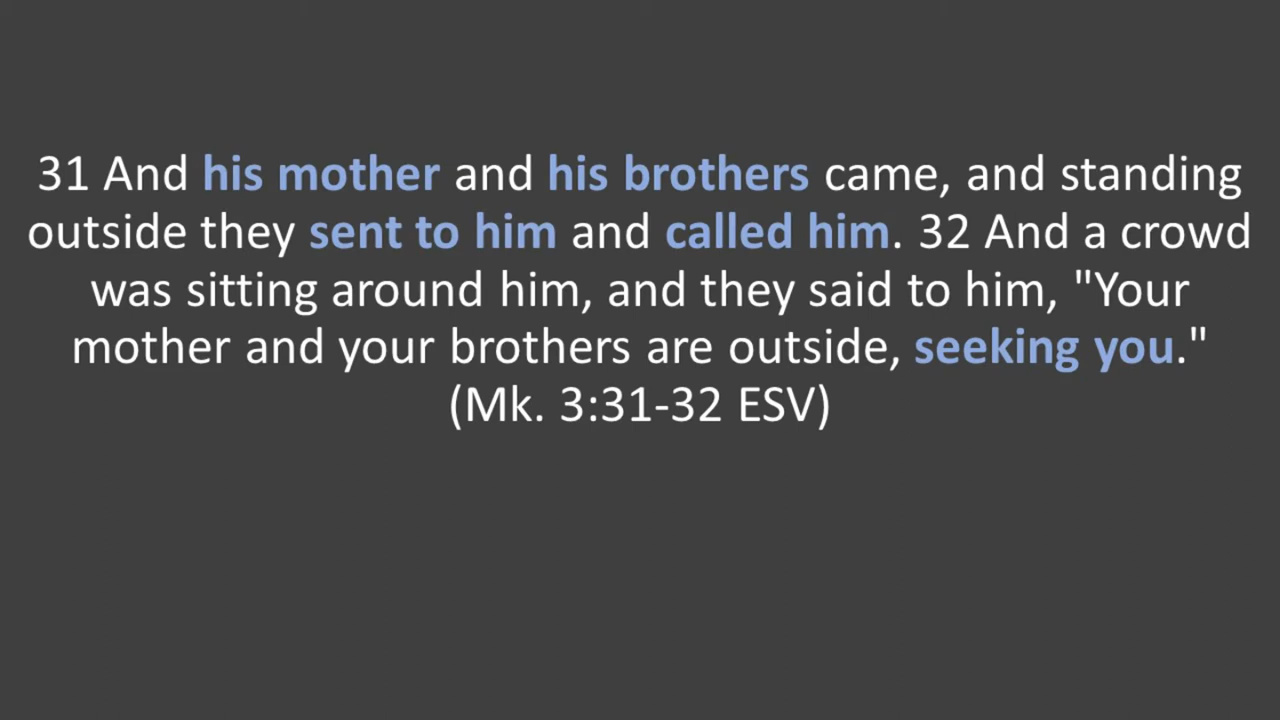 31 And his mother and his brothers came, and standing
outside they sent to him and called him. 32 And a crowd
was sitting around him, and they said to him, "Your
mother and your brothers are outside, seeking you."
(Mk. 3:31-32 ESV)